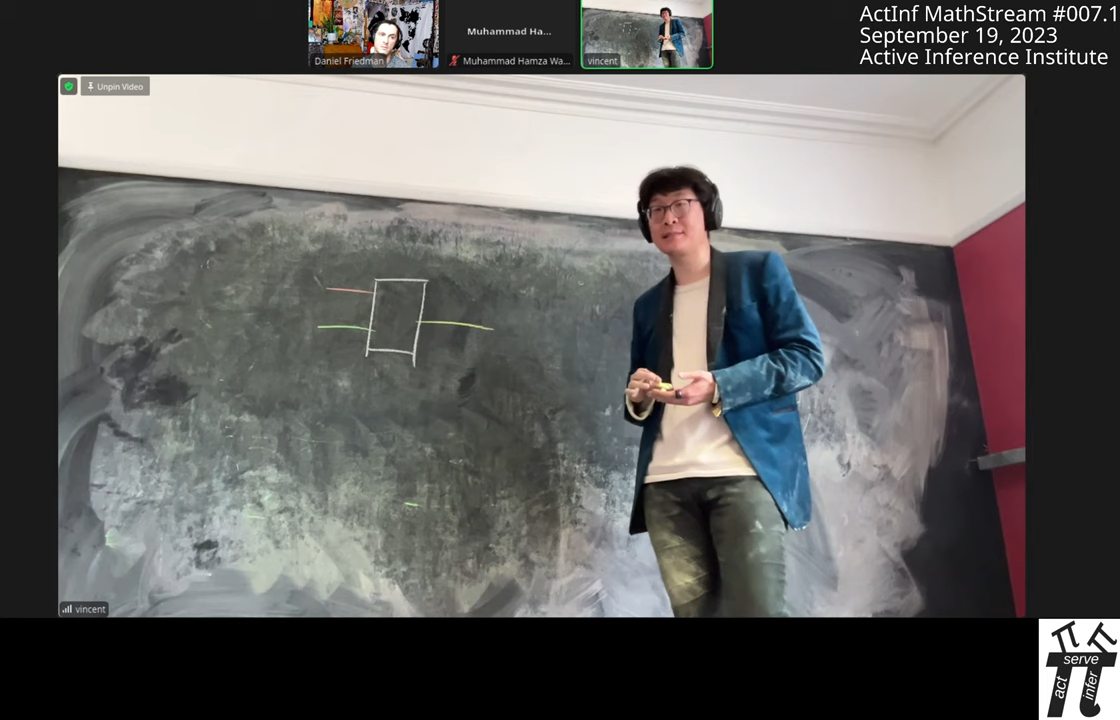 ActInf MathStream #007.1
September 19, 2023
Active Inference Institute
Muhammad Ha...
Daniel Friedman
Muhammad Hamza Wa...
vincent
Unpin Video
vincent
π π
serve
act
infer